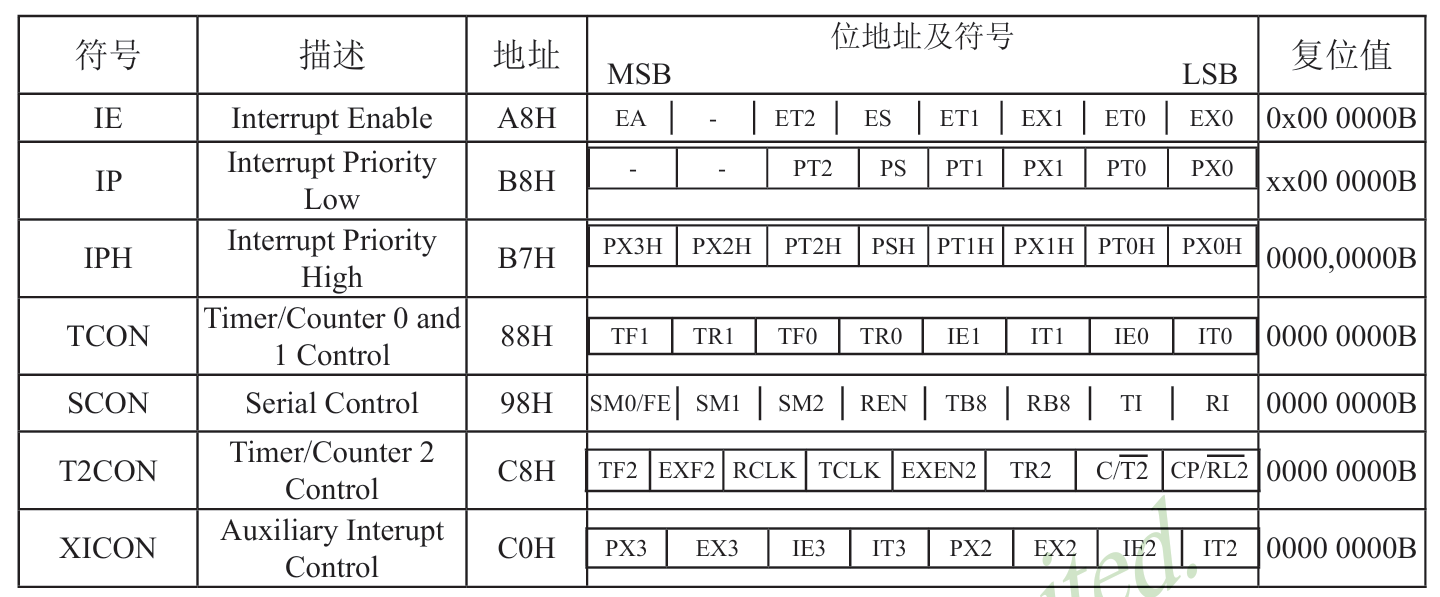 符号 描述 地址 位地址及符号 复位值
MSB LSB
IE Interrupt Enable A8H EA - ET2 ES ET1 EX1 ET0 EX0 0x00 0000B
IP Interrupt Priority Low B8H - - PT2 PS PT1 PX1 PT0 PX0 xx00 0000B
IPH Interrupt Priority High B7H PX3H PX2H PT2H PSH PT1H PX1H PT0H PX0H 0000,0000B
TCON Timer/Counter 0 and 1 Control 88H TF1 TR1 TF0 TR0 IE1 IT1 IE0 IT0 0000 0000B
SCON Serial Control 98H SM0/FE SM1 SM2 REN TB8 RB8 TI RI 0000 0000B
T2CON Timer/Counter 2 Control C8H TF2 EXF2 RCLK TCLK EXEN2 TR2 C/T2 CP/RL2 0000 0000B
XICON Auxiliary Interupt Control C0H PX3 EX3 IE3 IT3 PX2 EX2 IE2 IT2 0000 0000B